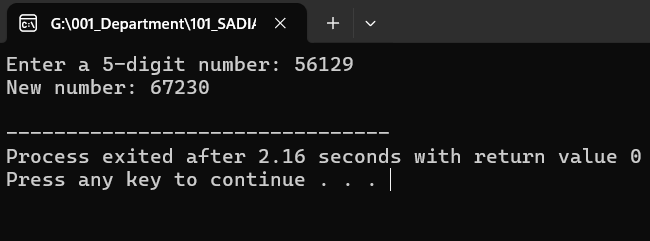 G:\001_Department\101_SADIA
Enter a 5-digit number: 56129
New number: 67230
--------------------------------
Process exited after 2.16 seconds with return value 0
Press any key to continue . . .